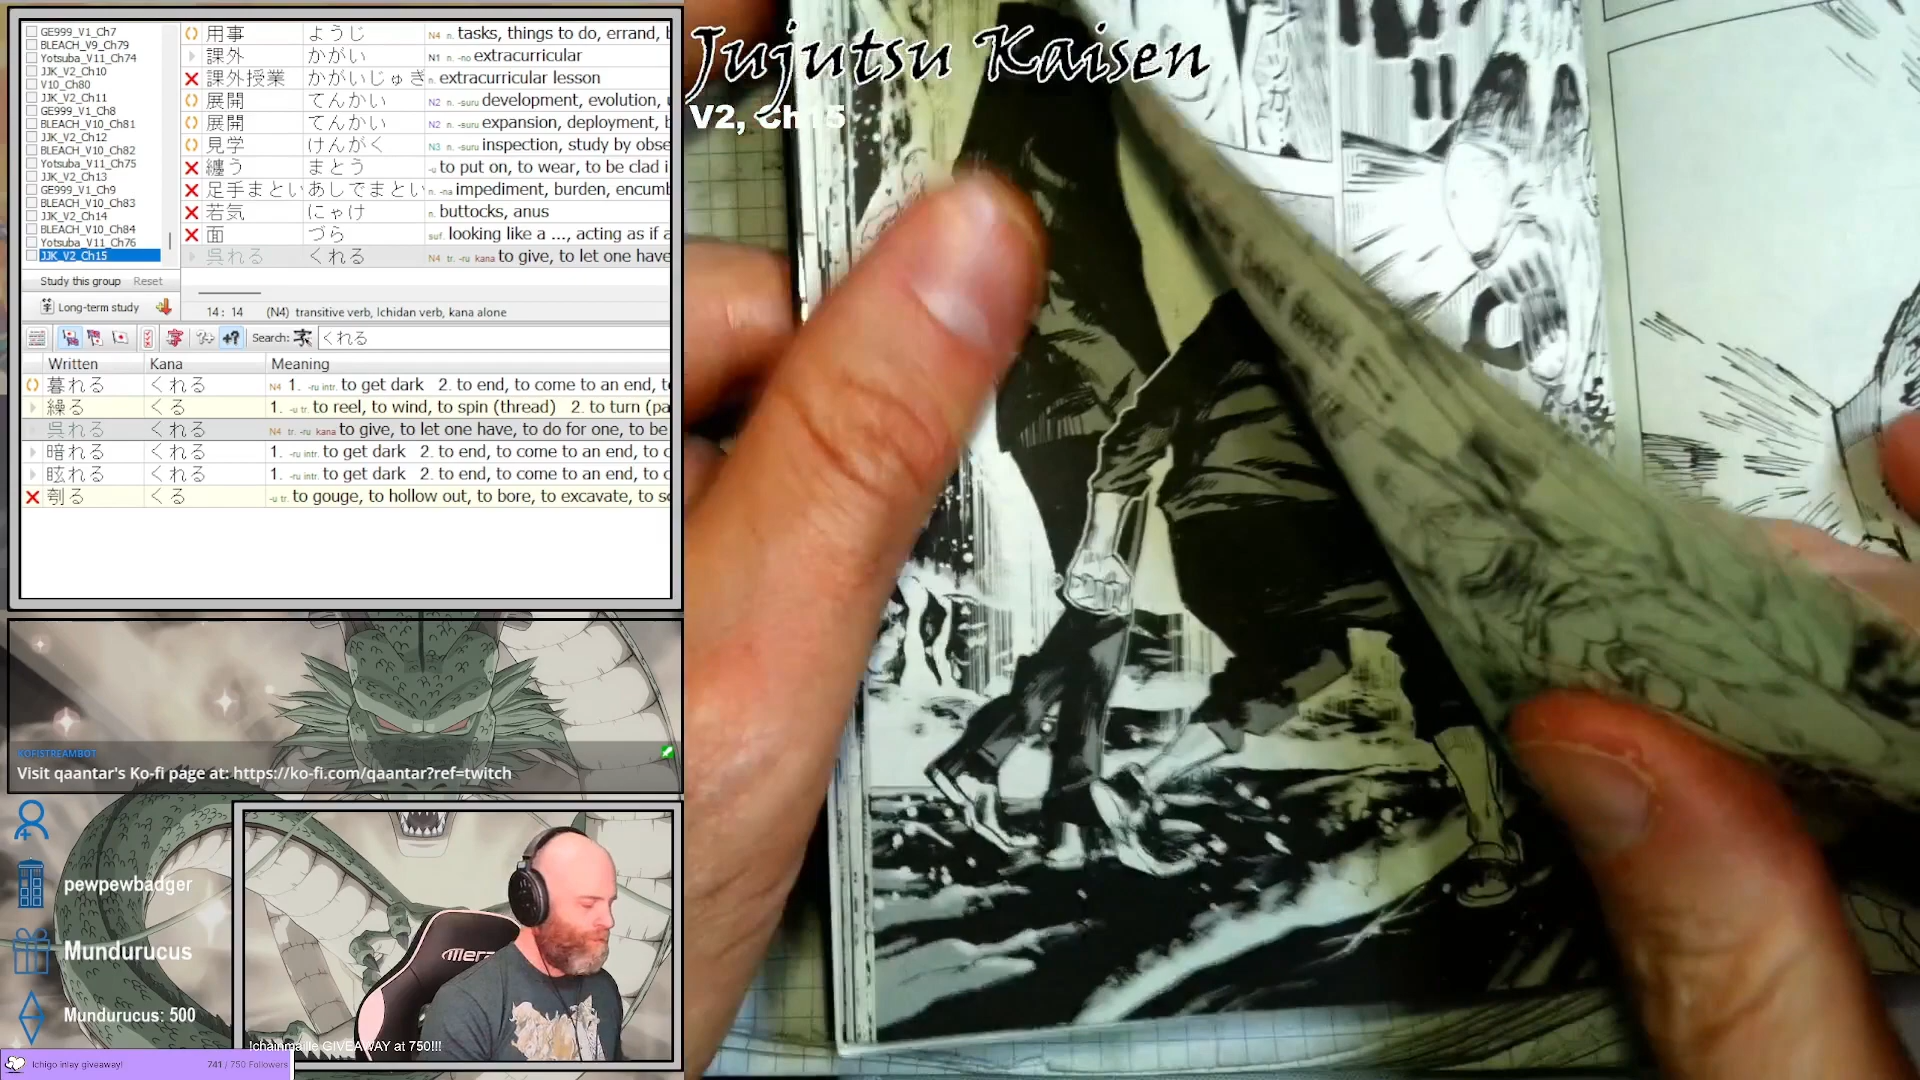 GE999_V1_Ch7
BLEACH_V9_Ch79
Yotsuba_V11_Ch74
JJK_V2_Ch10
V10_Ch80
JJK_V2_Ch11
GE999_V1_Ch8
BLEACH_V10_Ch81
JJK_V2_Ch12
BLEACH_V10_Ch82
Yotsuba_V11_Ch75
JJK_V2_Ch13
GE999_V1_Ch9
BLEACH_V10_Ch83
JJK_V2_Ch14
BLEACH_V10_Ch84
Yotsuba_V11_Ch76
JJK_V2_Ch15
Study this group Reset
Long-term study
用事 ようじ N4 n. tasks, things to do, errand,
課外 かがい N1 n. -no extracurricular
課外授業 かがいじゅぎ n. extracurricular lesson
展開 てんかい N2 n. -suru development, evolution,
展開 てんかい N2 n. -suru expansion, deployment,
見学 けんがく N3 n. -suru inspection, study by obse
纏う まとう -u to put on, to wear, to be clad i
足手まとい あしでまとい n. -na impediment, burden, encumb
若気 にゃけ n. buttocks, anus
面 づら suf. looking like a ..., acting as if a
呉れる くれる N4 tr. -ru kana to give, to let one have
14: 14 (N4) transitive verb, Ichidan verb, kana alone
Search: くれる
Written Kana Meaning
暮れる くれる N4 1. -ru intr. to get dark 2. to end, to come to an end, t
繰る くる 1. -u tr. to reel, to wind, to spin (thread) 2. to turn (pa
呉れる くれる N4 tr. -ru kana to give, to let one have, to do for one, to be
暗れる くれる 1. -ru intr. to get dark 2. to end, to come to an end, to c
眩れる くれる 1. -ru intr. to get dark 2. to end, to come to an end, to c
刳る くる -u tr. to gouge, to hollow out, to bore, to excavate, to sc
Jujutsu Kaisen
V2, Ch15
KOFISTREAMBOT
Visit qaantar's Ko-fi page at: https://ko-fi.com/qaantar?ref=twitch
pewpewbadger
Mundurucus
Mundurucus: 500
!chainmaille GIVEAWAY at 750!!!
Ichigo inlay giveaway! 741 / 750 Followers